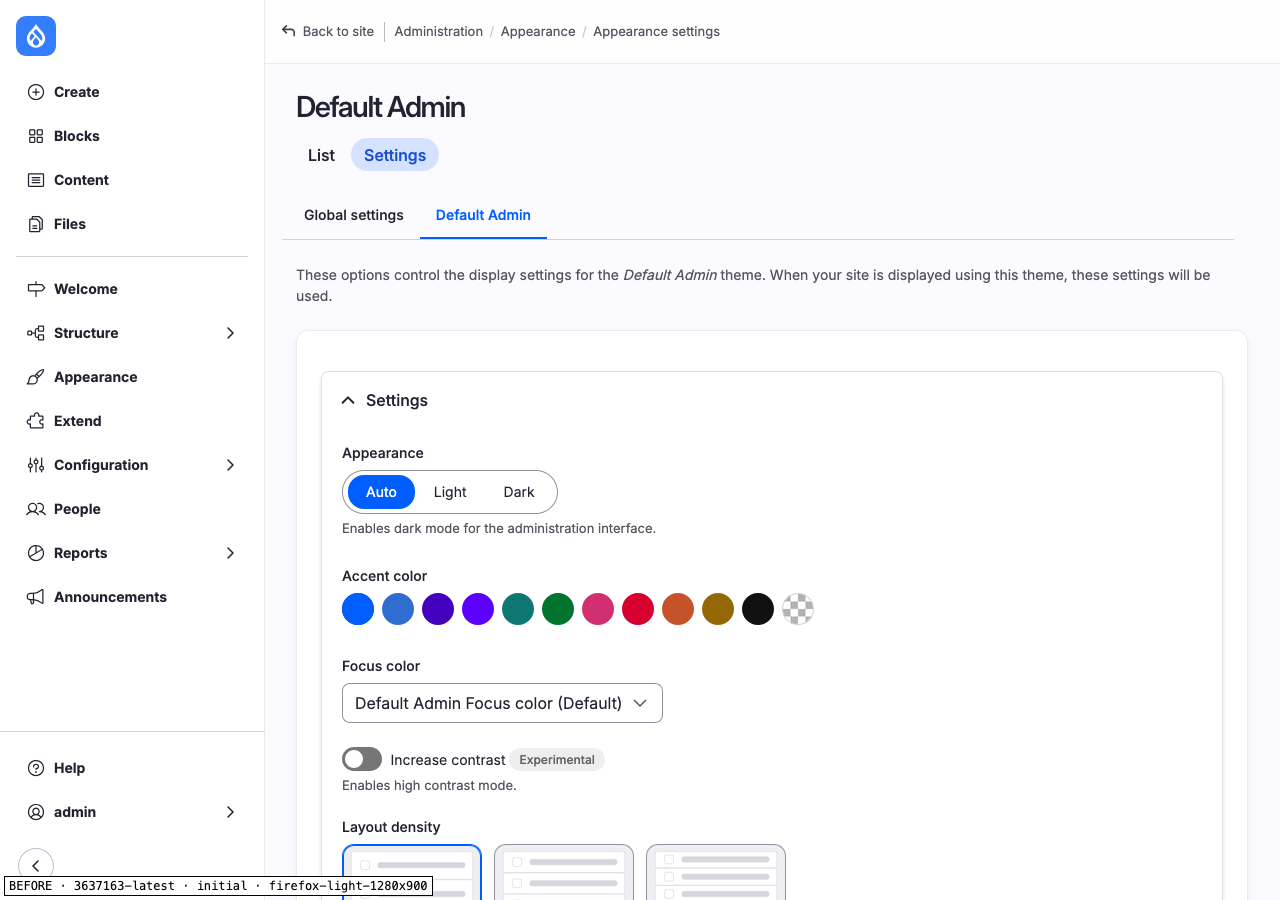 Back to site
Administration / Appearance / Appearance settings
Create
Blocks
Content
Files
Welcome
Structure
Appearance
Extend
Configuration
People
Reports
Announcements
Help
admin
Default Admin
List
Settings
Global settings
Default Admin
These options control the display settings for the Default Admin theme. When your site is displayed using this theme, these settings will be
used.
Settings
Appearance
Auto Light Dark
Enables dark mode for the administration interface.
Accent color
Focus color
Default Admin Focus color (Default)
Increase contrast Experimental
Enables high contrast mode.
Layout density
BEFORE · 3637163-latest · initial · firefox-light-1280x900